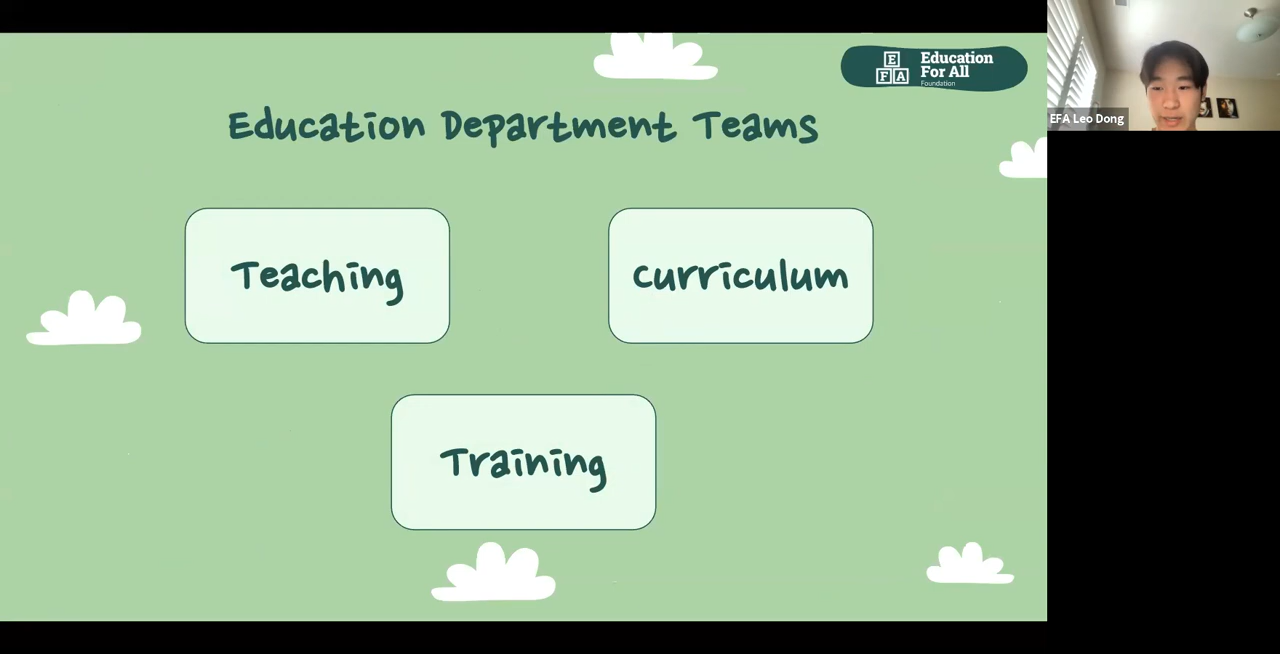 E
F A
Education
For All
Foundation
EFA Leo Dong
Education Department Teams
Teaching
curriculum
Training